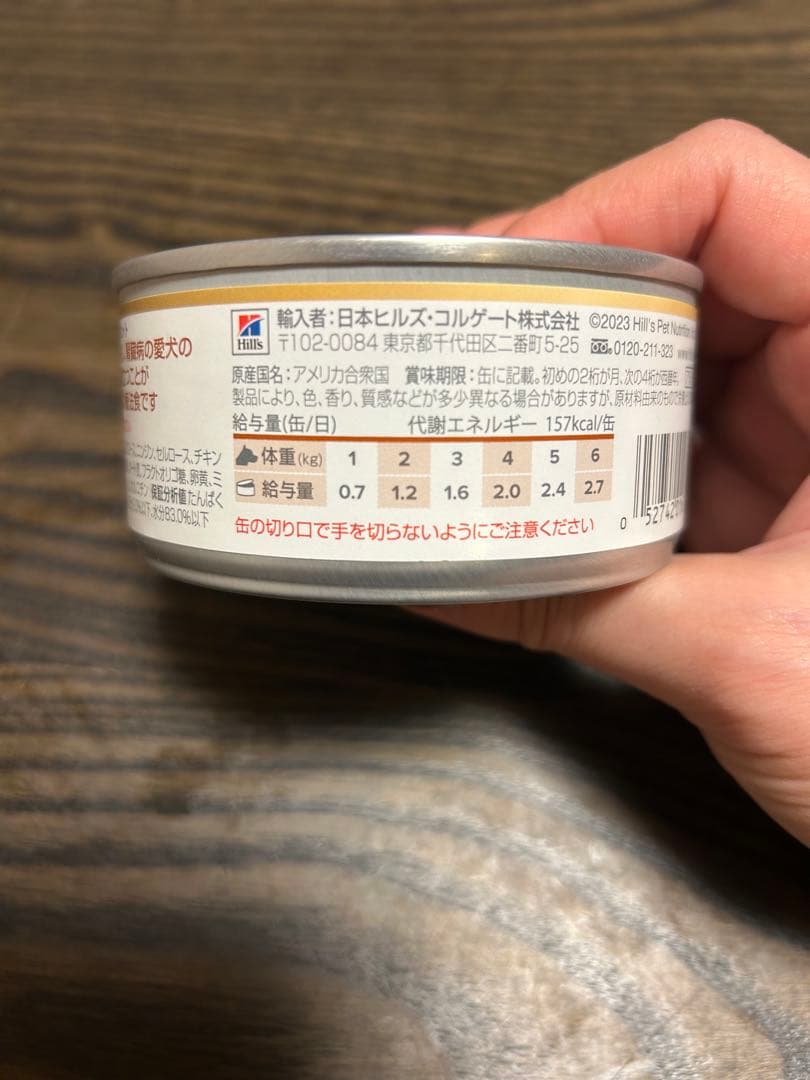 腎臓病の愛犬の
つことが
療法食です
ニンジン、セルロース、チキン
フラクトオリゴ糖、卵黄、ミ
チン 保証分析値 たんぱく
以下、水分83.0%以下
Hill's
輸入者：日本ヒルズ・コルゲート株式会社 ©2023 Hill's Pet Nutrition
〒102-0084 東京都千代田区二番町5-25 0120-211-323
原産国名：アメリカ合衆国 賞味期限：缶に記載。初めの2桁が月、次の4桁が西暦年。
製品により、色、香り、質感などが多少異なる場合がありますが、原材料由来のもので
給与量(缶/日) 代謝エネルギー 157kcal/缶
体重(kg) 1 2 3 4 5 6
給与量 0.7 1.2 1.6 2.0 2.4 2.7
缶の切り口で手を切らないようにご注意ください
0 52742